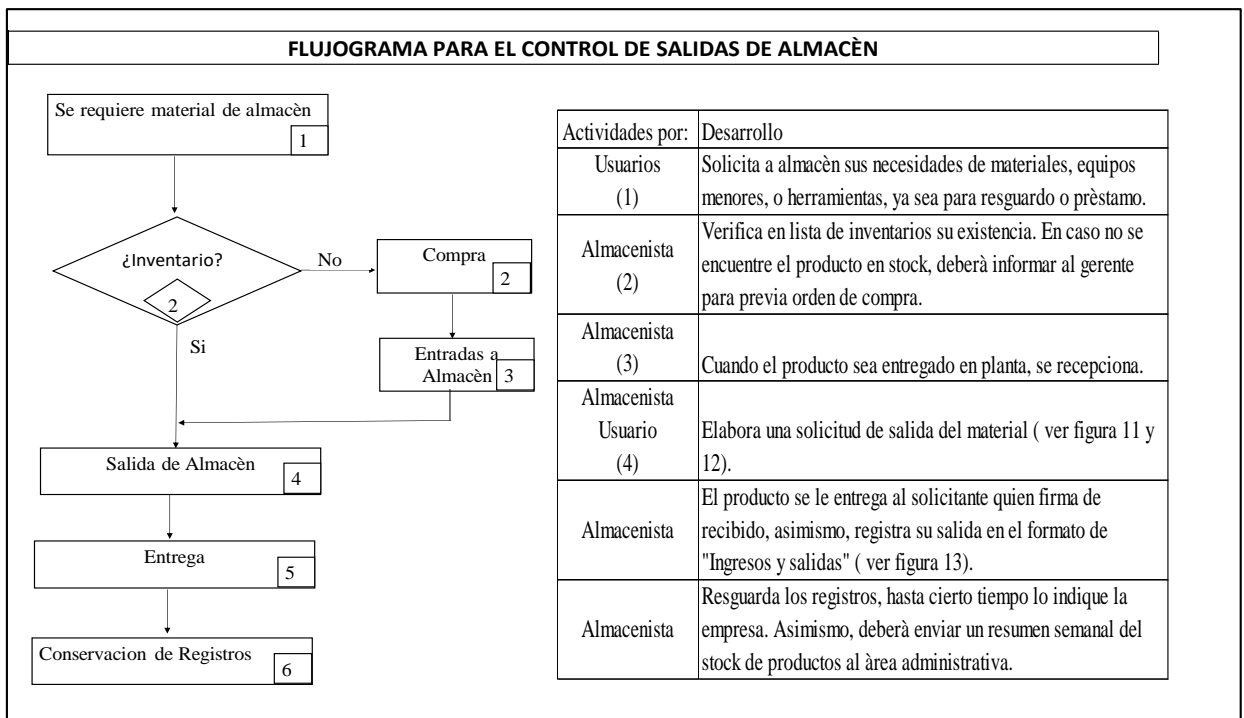 FLUJOGRAMA PARA EL CONTROL DE SALIDAS DE ALMACÈN
Se requiere material de almacèn
1
¿Inventario?
2
No
Si
Compra
2
Entradas a
Almacèn
3
Salida de Almacèn
4
Entrega
5
Conservacion de Registros
6
Actividades por: Desarrollo
Usuarios
(1)
Solicita a almacèn sus necesidades de materiales, equipos
menores, o herramientas, ya sea para resguardo o prèstamo.
Almacenista
(2)
Verifica en lista de inventarios su existencia. En caso no se
encuentre el producto en stock, deberà informar al gerente
para previa orden de compra.
Almacenista
(3)
Cuando el producto sea entregado en planta, se recepciona.
Almacenista
Usuario
(4)
Elabora una solicitud de salida del material ( ver figura 11 y
12).
Almacenista
El producto se le entrega al solicitante quien firma de
recibido, asimismo, registra su salida en el formato de
"Ingresos y salidas" ( ver figura 13).
Almacenista
Resguarda los registros, hasta cierto tiempo lo indique la
empresa. Asimismo, deberà enviar un resumen semanal del
stock de productos al àrea administrativa.